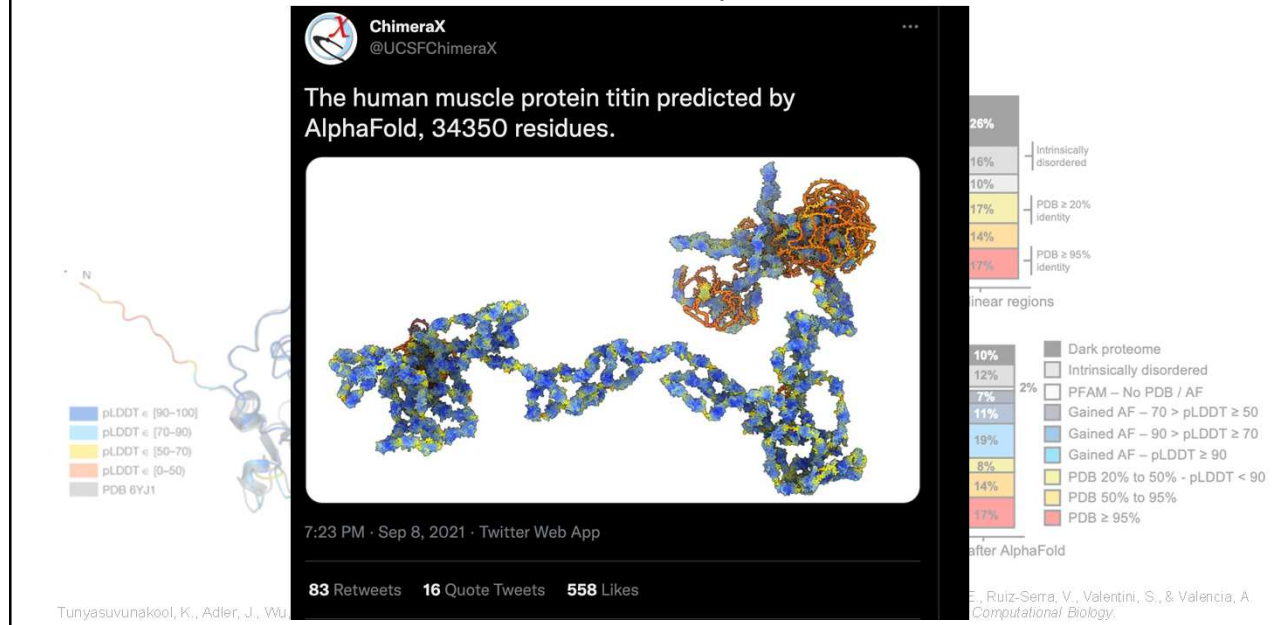 ChimeraX
@UCSFChimeraX
The human muscle protein titin predicted by
AlphaFold, 34350 residues.
7:23 PM · Sep 8, 2021 · Twitter Web App
83 Retweets 16 Quote Tweets 558 Likes
N
pLDDT ∈ [90–100]
pLDDT ∈ [70–90)
pLDDT ∈ [50–70)
pLDDT ∈ [0–50)
PDB 6YJ1
Tunyasuvunakool, K., Adler, J., Wu
26%
16%
10%
17%
14%
17%
Intrinsically
disordered
PDB ≥ 20%
identity
PDB ≥ 95%
identity
linear regions
10%
12%
2%
7%
11%
19%
8%
14%
17%
Dark proteome
Intrinsically disordered
PFAM – No PDB / AF
Gained AF – 70 > pLDDT ≥ 50
Gained AF – 90 > pLDDT ≥ 70
Gained AF – pLDDT ≥ 90
PDB 20% to 50% - pLDDT < 90
PDB 50% to 95%
PDB ≥ 95%
after AlphaFold
E., Ruiz-Serra, V., Valentini, S., & Valencia, A.
Computational Biology.